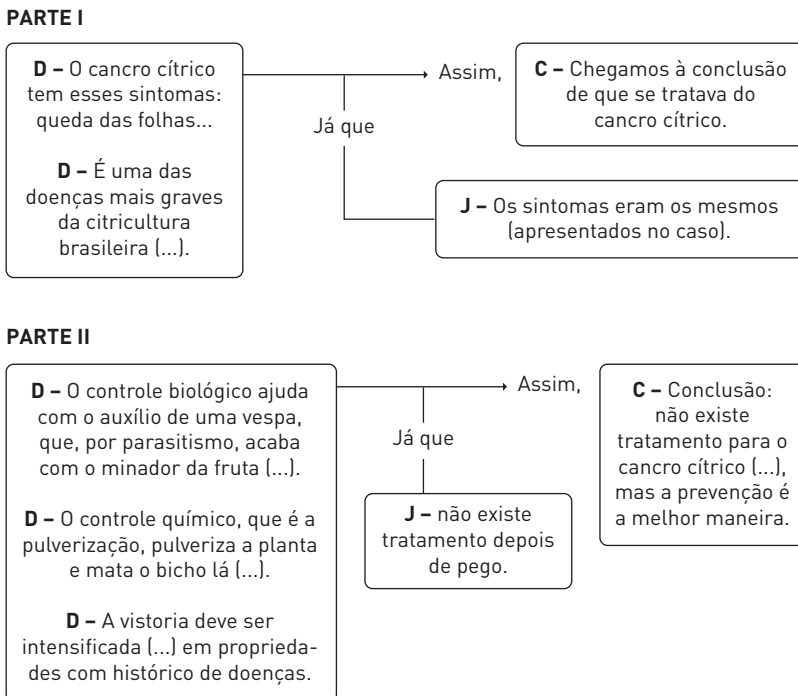 PARTE I
D – O cancro cítrico
tem esses sintomas:
queda das folhas...
D – É uma das
doenças mais graves
da citricultura
brasileira (...).
Já que
Assim,
C – Chegamos à conclusão
de que se tratava do
cancro cítrico.
J – Os sintomas eram os mesmos
(apresentados no caso).
PARTE II
D – O controle biológico ajuda
com o auxílio de uma vespa,
que, por parasitismo, acaba
com o minador da fruta (...).
D – O controle químico, que é a
pulverização, pulveriza a planta
e mata o bicho lá (...).
D – A vistoria deve ser
intensificada (...) em proprieda-
des com histórico de doenças.
Já que
Assim,
J – não existe
tratamento depois
de pego.
C – Conclusão:
não existe
tratamento para o
cancro cítrico (...),
mas a prevenção é
a melhor maneira.